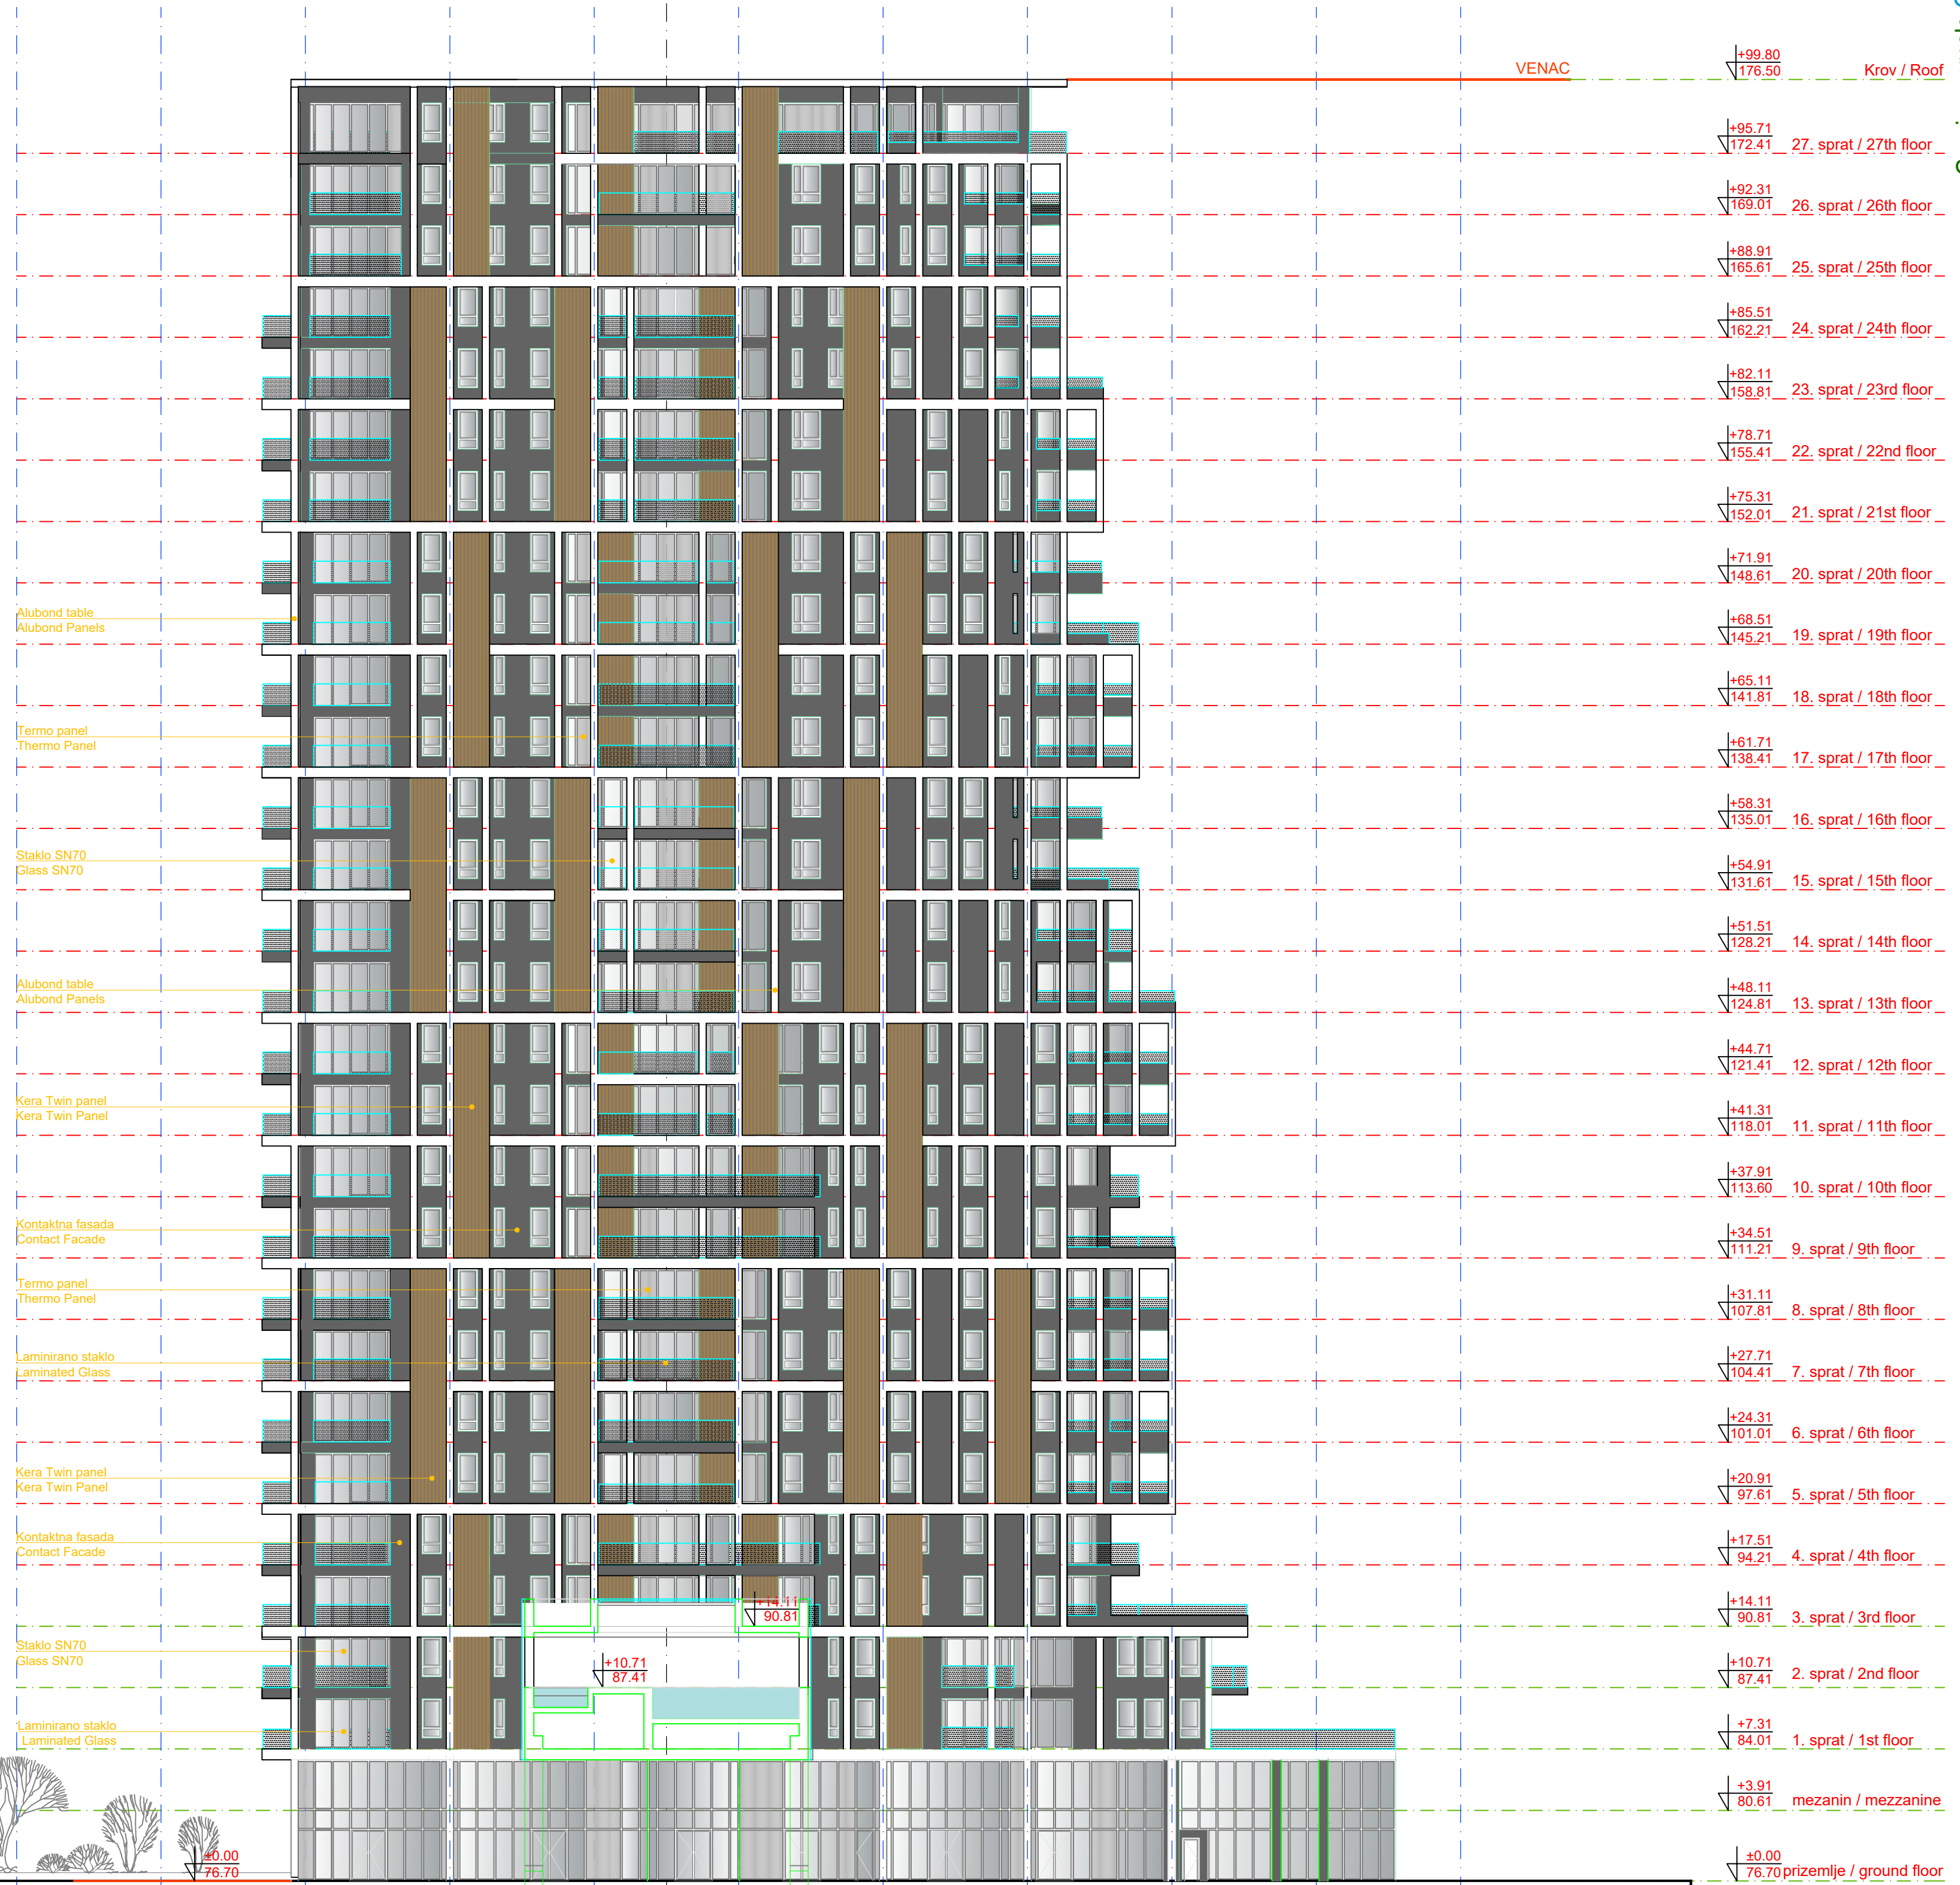 VENAC
+99.80
176.50 Krov / Roof
+95.71
172.41 27. sprat / 27th floor
+92.31
169.01 26. sprat / 26th floor
+88.91
165.61 25. sprat / 25th floor
+85.51
162.21 24. sprat / 24th floor
+82.11
158.81 23. sprat / 23rd floor
+78.71
155.41 22. sprat / 22nd floor
+75.31
152.01 21. sprat / 21st floor
+71.91
148.61 20. sprat / 20th floor
Alubond table
Alubond Panels
+68.51
145.21 19. sprat / 19th floor
+65.11
141.81 18. sprat / 18th floor
Termo panel
Thermo Panel
+61.71
138.41 17. sprat / 17th floor
+58.31
135.01 16. sprat / 16th floor
Staklo SN70
Glass SN70
+54.91
131.61 15. sprat / 15th floor
+51.51
128.21 14. sprat / 14th floor
Alubond table
Alubond Panels
+48.11
124.81 13. sprat / 13th floor
+44.71
121.41 12. sprat / 12th floor
Kera Twin panel
Kera Twin Panel
+41.31
118.01 11. sprat / 11th floor
+37.91
113.60 10. sprat / 10th floor
Kontaktna fasada
Contact Facade
+34.51
111.21 9. sprat / 9th floor
Termo panel
Thermo Panel
+31.11
107.81 8. sprat / 8th floor
Laminirano staklo
Laminated Glass
+27.71
104.41 7. sprat / 7th floor
+24.31
101.01 6. sprat / 6th floor
Kera Twin panel
Kera Twin Panel
+20.91
97.61 5. sprat / 5th floor
Kontaktna fasada
Contact Facade
+17.51
94.21 4. sprat / 4th floor
+14.11
90.81
+14.11
90.81 3. sprat / 3rd floor
Staklo SN70
Glass SN70
+10.71
87.41
+10.71
87.41 2. sprat / 2nd floor
Laminirano staklo
Laminated Glass
+7.31
84.01 1. sprat / 1st floor
+3.91
80.61 mezanin / mezzanine
±0.00
76.70
±0.00
76.70 prizemlje / ground floor